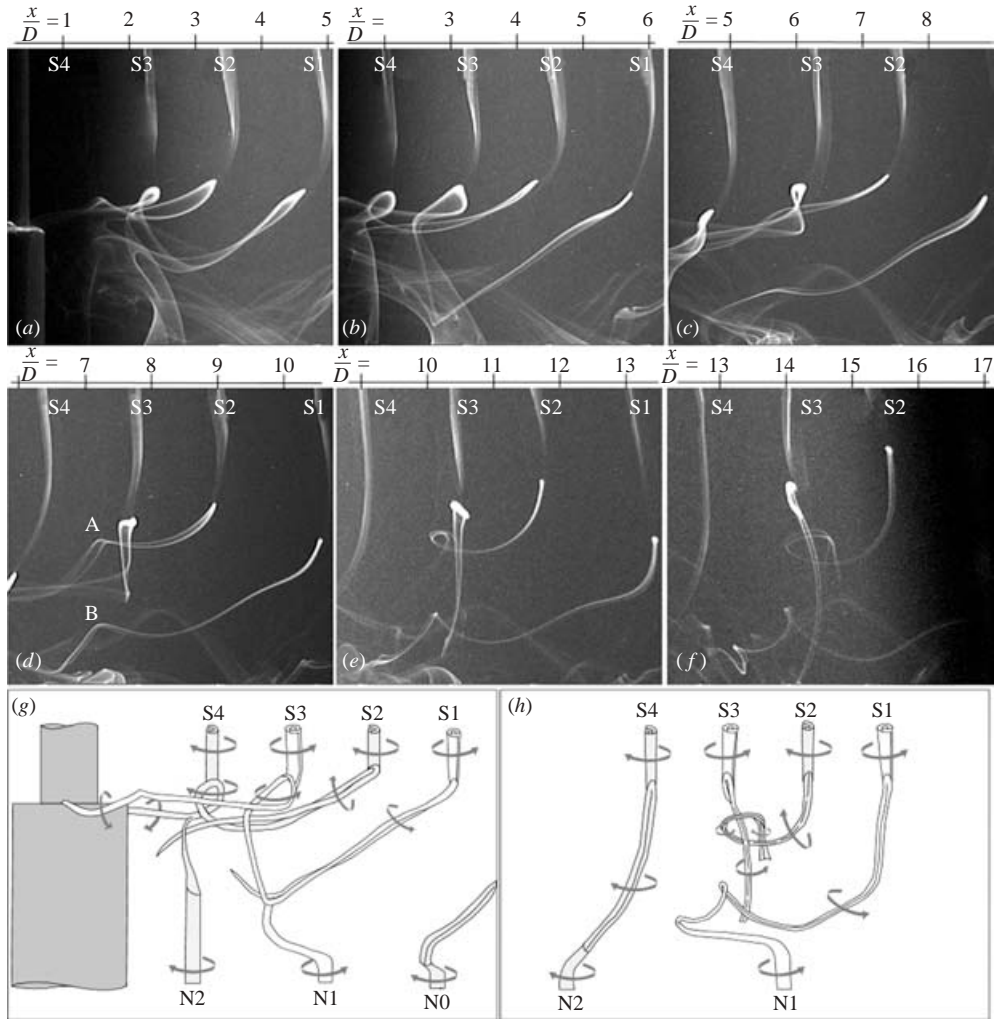 x/D = 1 2 3 4 5
x/D = 3 4 5 6
x/D = 5 6 7 8
S4 S3 S2 S1
S4 S3 S2 S1
S4 S3 S2
(a)
(b)
(c)
x/D = 7 8 9 10
x/D = 10 11 12 13
x/D = 13 14 15 16 17
S4 S3 S2 S1
S4 S3 S2 S1
S4 S3 S2
A
B
(d)
(e)
(f)
(g)
S4 S3 S2 S1
N2 N1 N0
(h)
S4 S3 S2 S1
N2 N1